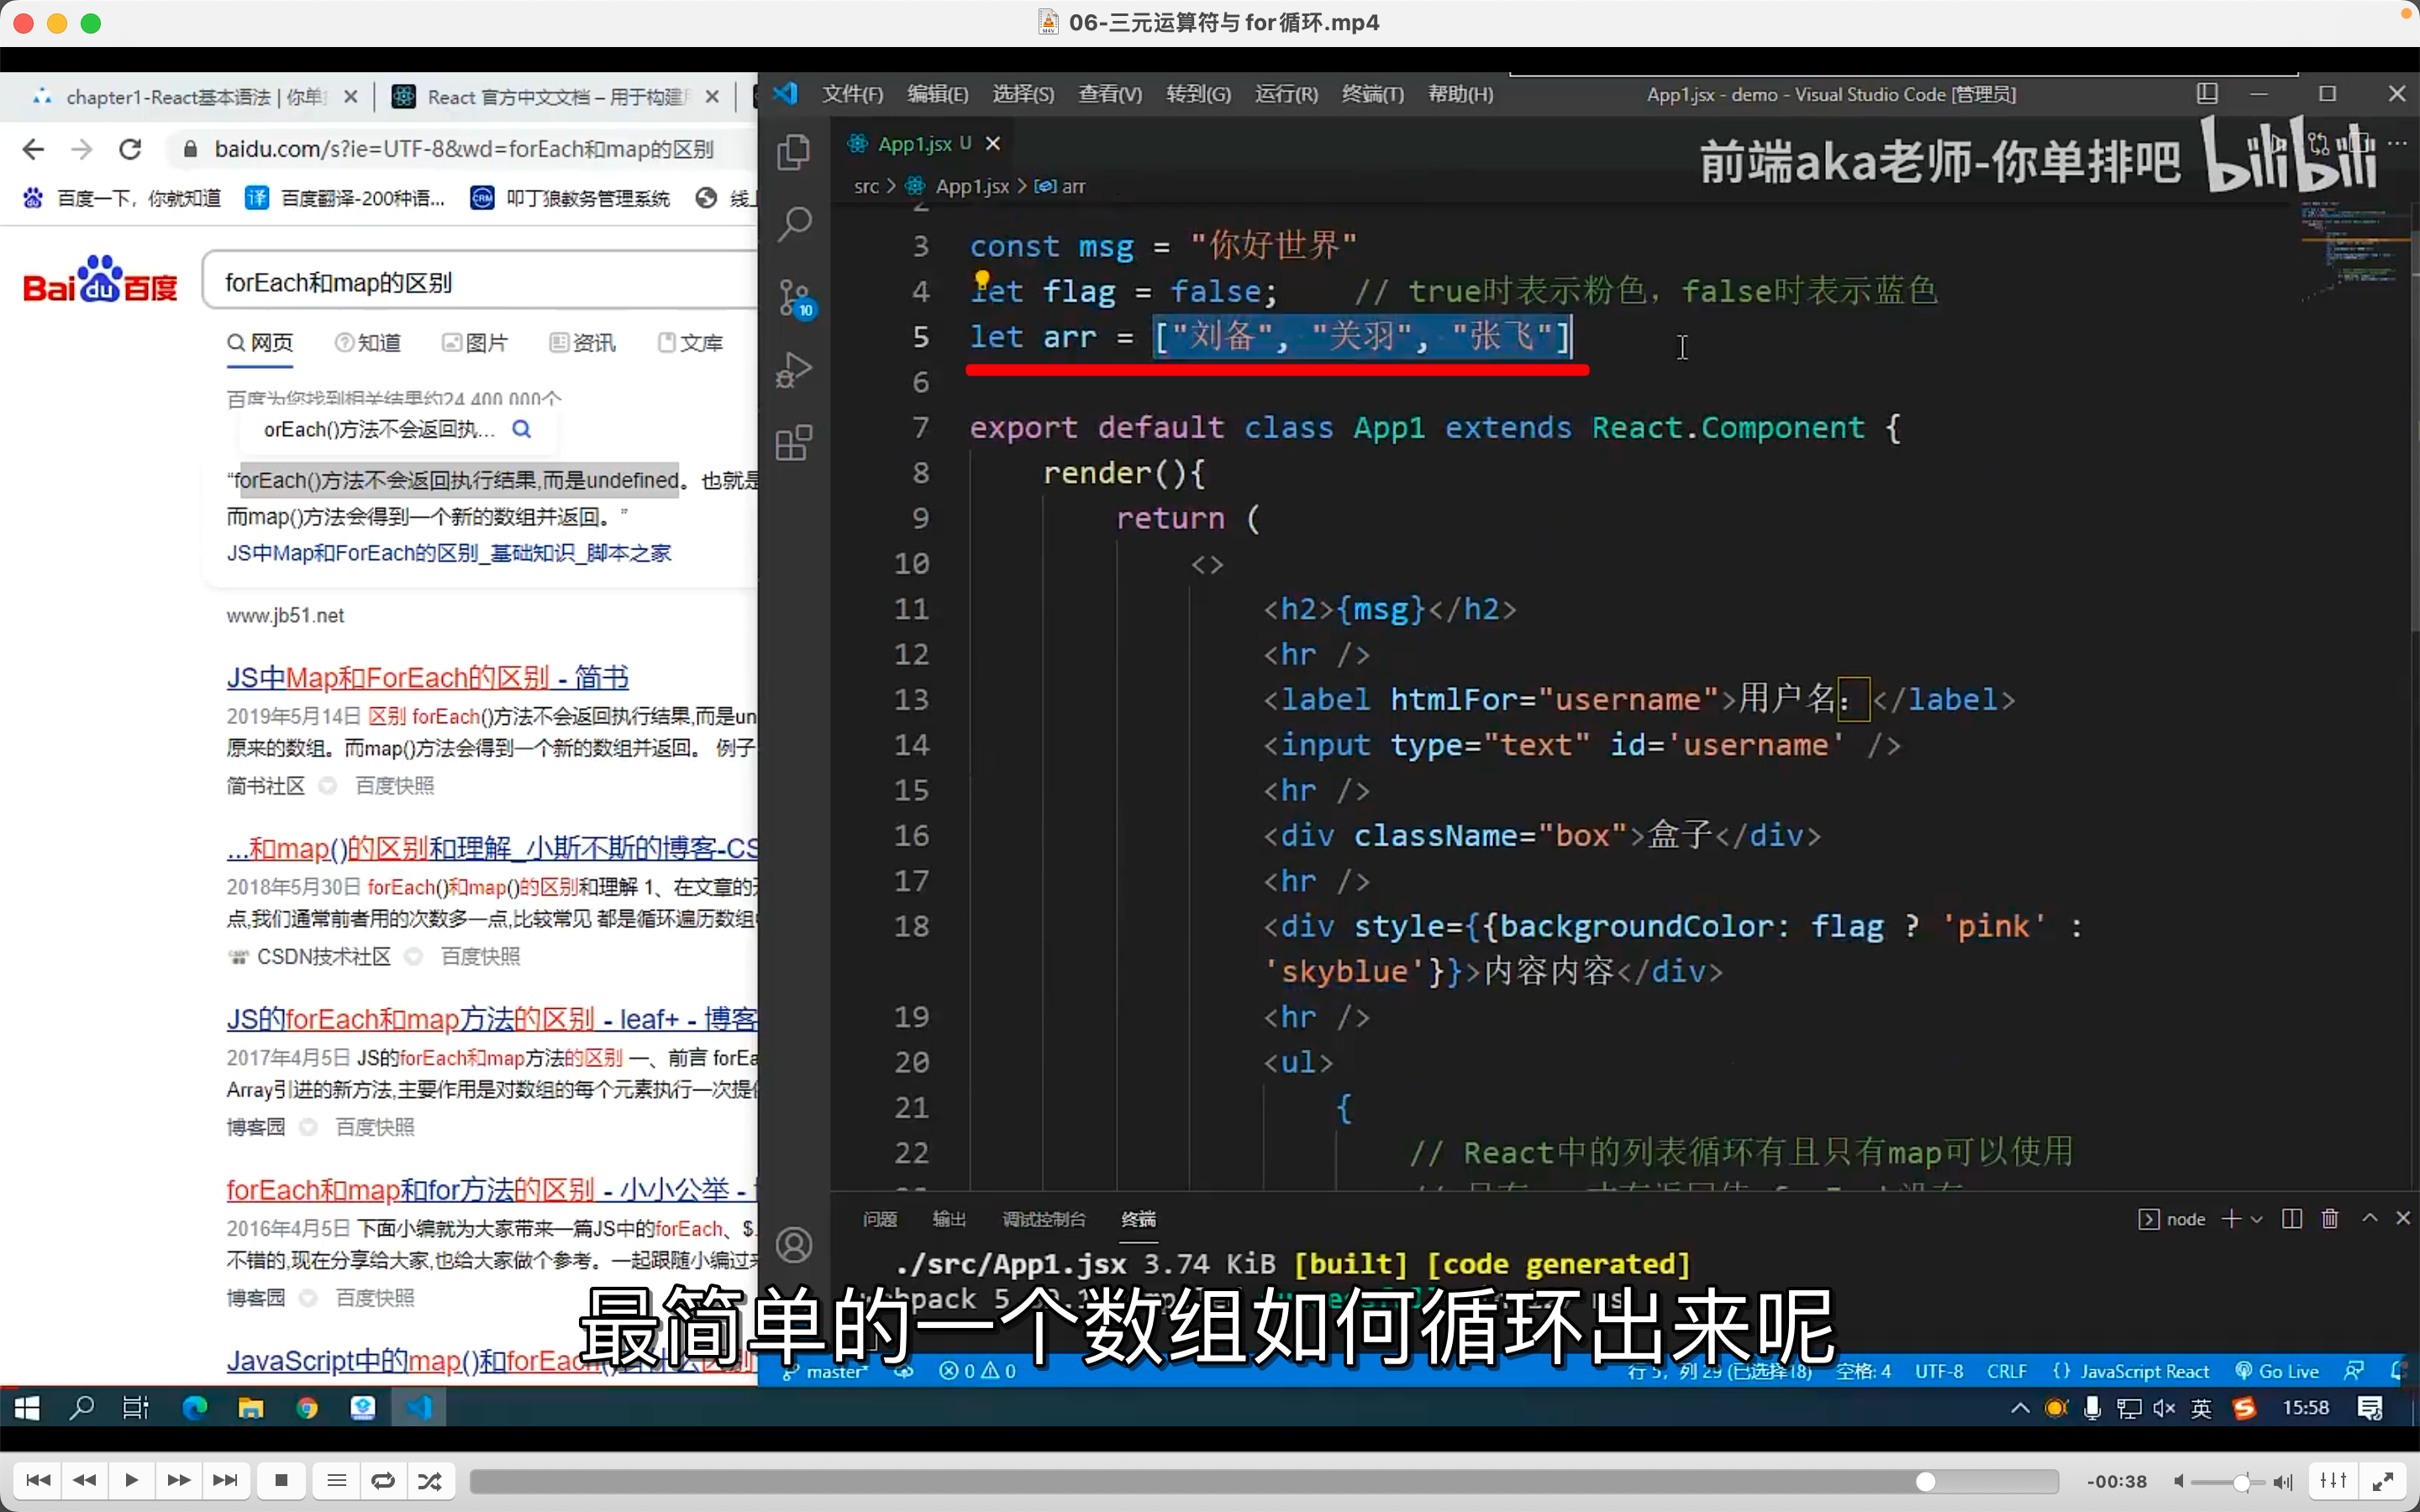 06-三元运算符与for循环.mp4
chapter1-React基本语法 | 你单
React 官方中文文档 – 用于构建
文件(F) 编辑(E) 选择(S) 查看(V) 转到(G) 运行(R) 终端(T) 帮助(H)
App1.jsx - demo - Visual Studio Code [管理员]
baidu.com/s?ie=UTF-8&wd=forEach和map的区别
App1.jsx U
前端aka老师-你单排吧 bilibili
百度一下，你就知道
译 百度翻译-200种语...
CRM 叩丁狼教务管理系统
线上
src > App1.jsx > arr
Bai du 百度
forEach和map的区别
网页 知道 图片 资讯 文库
百度为您找到相关结果约24,400,000个
orEach()方法不会返回执...
“forEach()方法不会返回执行结果,而是undefined。也就是
而map()方法会得到一个新的数组并返回。”
JS中Map和ForEach的区别_基础知识_脚本之家
www.jb51.net
JS中Map和ForEach的区别 - 简书
2019年5月14日 区别 forEach()方法不会返回执行结果,而是un
原来的数组。而map()方法会得到一个新的数组并返回。 例子
简书社区 百度快照
...和map()的区别和理解_小斯不斯的博客-CS
2018年5月30日 forEach()和map()的区别和理解 1、在文章的开
点,我们通常前者用的次数多一点,比较常见 都是循环遍历数组中
CSDN技术社区 百度快照
JS的forEach和map方法的区别 - leaf+ - 博客
2017年4月5日 JS的forEach和map方法的区别 一、前言 forEa
Array引进的新方法,主要作用是对数组的每个元素执行一次提供
博客园 百度快照
forEach和map和for方法的区别 - 小小公举 -
2016年4月5日 下面小编就为大家带来一篇JS中的forEach、$.
不错的,现在分享给大家,也给大家做个参考。一起跟随小编过来
博客园 百度快照
JavaScript中的map()和forEach
2
3 const msg = "你好世界"
4 let flag = false; // true时表示粉色，false时表示蓝色
5 let arr = ["刘备", "关羽", "张飞"]
6
7 export default class App1 extends React.Component {
8 render(){
9 return (
10 <>
11 <h2>{msg}</h2>
12 <hr />
13 <label htmlFor="username">用户名：</label>
14 <input type="text" id='username' />
15 <hr />
16 <div className="box">盒子</div>
17 <hr />
18 <div style={{backgroundColor: flag ? 'pink' :
'skyblue'}}>内容内容</div>
19 <hr />
20 <ul>
21 {
22 // React中的列表循环有且只有map可以使用
10
问题 输出 调试控制台 终端
node
./src/App1.jsx 3.74 KiB [built] [code generated]
最简单的一个数组如何循环出来呢
master* 0 0
行 5，列 29 (已选择18) 空格: 4 UTF-8 CRLF {} JavaScript React Go Live
英 15:58
-00:38